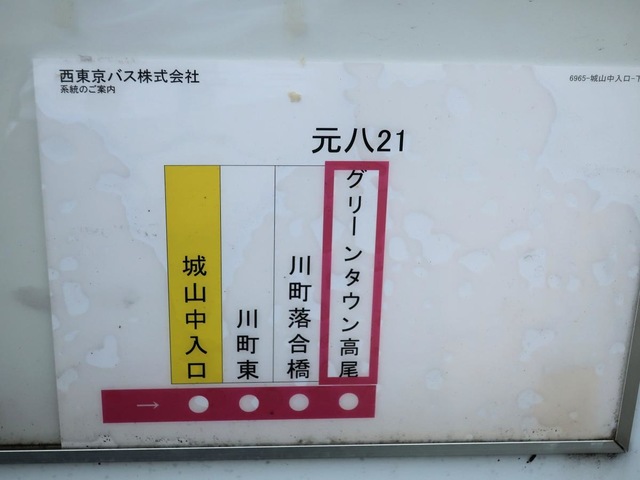 西東京バス株式会社
系統のご案内
6965-城山中入口-下
元八21
城山中入口
川町東
川町落合橋
グリーンタウン高尾
→